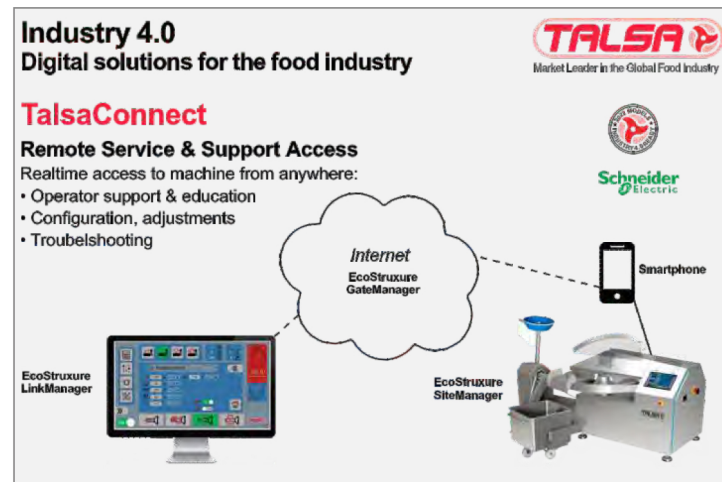 Industry 4.0
Digital solutions for the food industry
TALSA
Market Leader in the Global Food Industry
TalsaConnect
Remote Service & Support Access
Realtime access to machine from anywhere:
• Operator support & education
• Configuration, adjustments
• Troubelshooting
Schneider
Electric
Internet
EcoStruxure
GateManager
Smartphone
EcoStruxure
LinkManager
EcoStruxure
SiteManager
TALSA